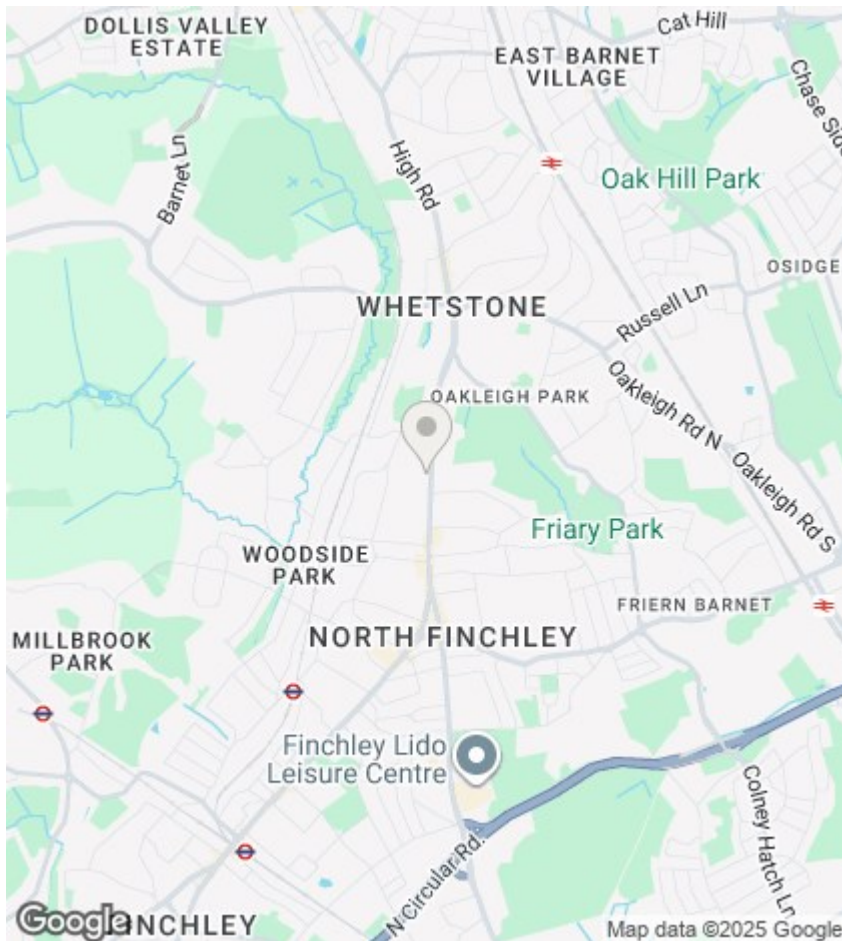 DOLLIS VALLEY
ESTATE
Cat Hill
EAST BARNET
VILLAGE
Chase Side
High Rd
Barnet Ln
Oak Hill Park
OSIDGE
WHETSTONE
Russell Ln
OAKLEIGH PARK
Oakleigh Rd N
Oakleigh Rd S
Friary Park
WOODSIDE
PARK
FRIERN BARNET
MILLBROOK
PARK
NORTH FINCHLEY
Finchley Lido
Leisure Centre
Colney Hatch Ln
N Circular Rd
Google
FINCHLEY
Map data ©2025 Google